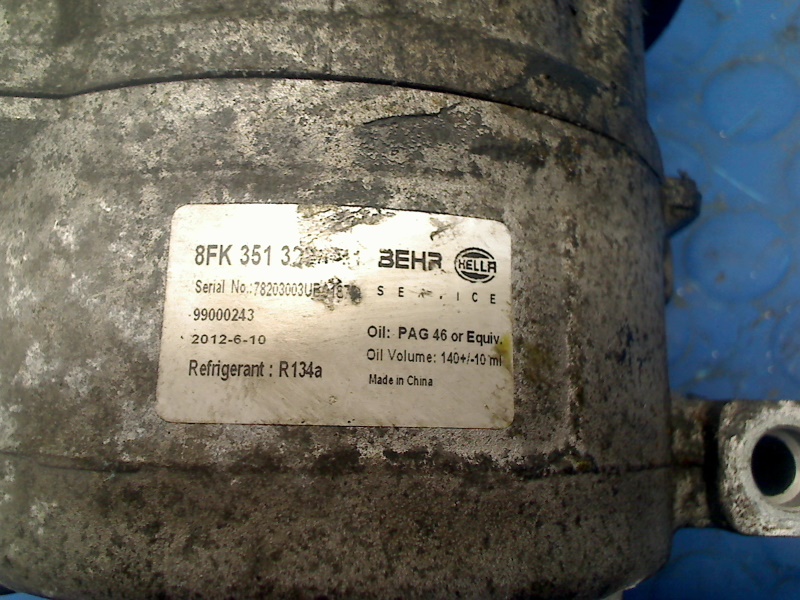 8FK 351
BEHR HELLA
Serial No.:
SERVICE
99000243
2012-6-10
Oil: PAG 46 or Equiv.
Oil Volume: 140+/-10 ml
Refrigerant : R134a
Made in China